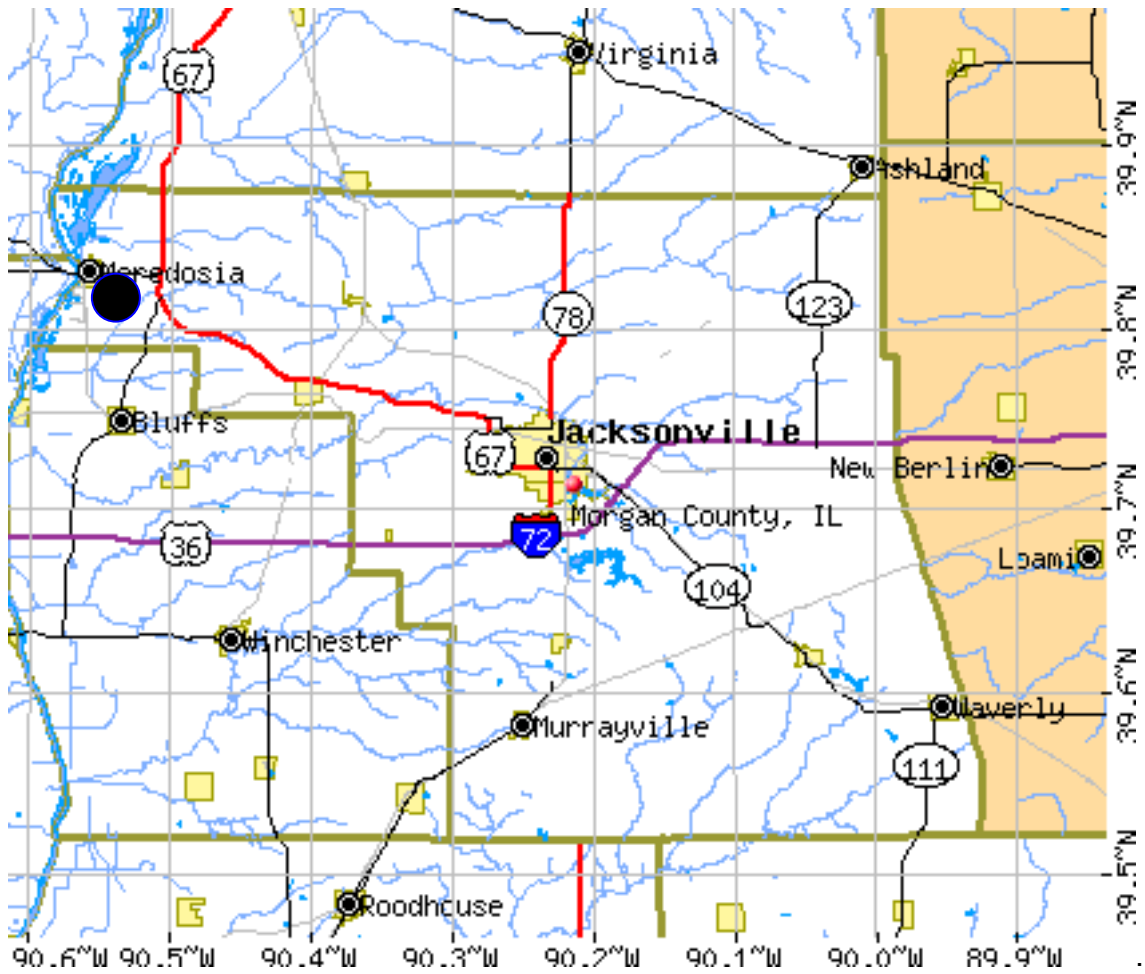 67
Virginia
39.9~N
Ashland
Meredosia
78
123
39.8~N
Bluffs
Jacksonville
67
New Berlin
39.7~N
Morgan County, IL
72
36
Loami
104
Winchester
39.6~N
Waverly
Murrayville
111
39.5~N
Roodhouse
90.6~W 90.5~W 90.4~W 90.3~W 90.2~W 90.1~W 90.0~W 89.9~W